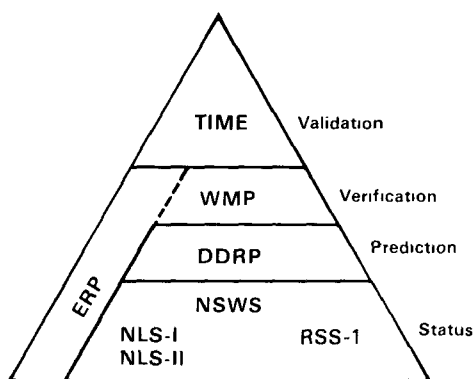 TIME
Validation
WMP
Verification
DDRP
Prediction
ERP
NSWS
NLS-I
NLS-II
RSS-1
Status